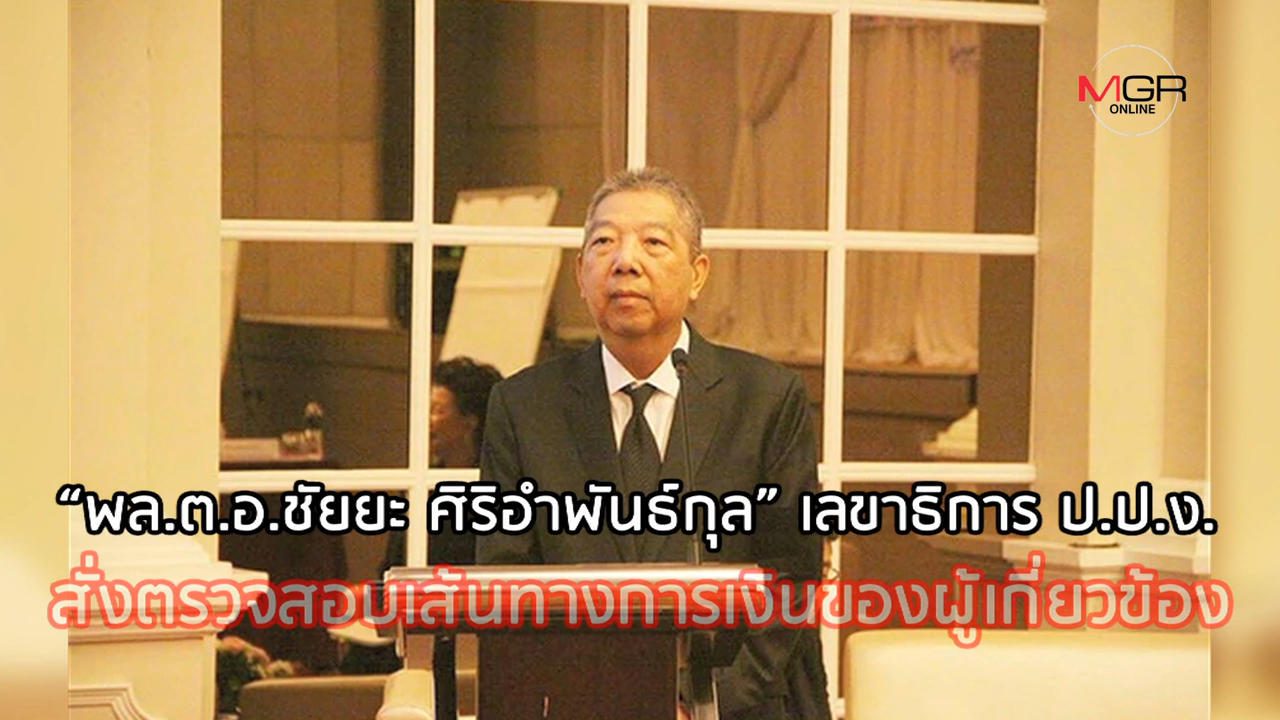 MGR
ONLINE
“พล.ต.อ.ชัยยะ ศิริอำพันธ์กุล” เลขาธิการ ป.ป.ง.
สั่งตรวจสอบเส้นทางการเงินของผู้เกี่ยวข้อง